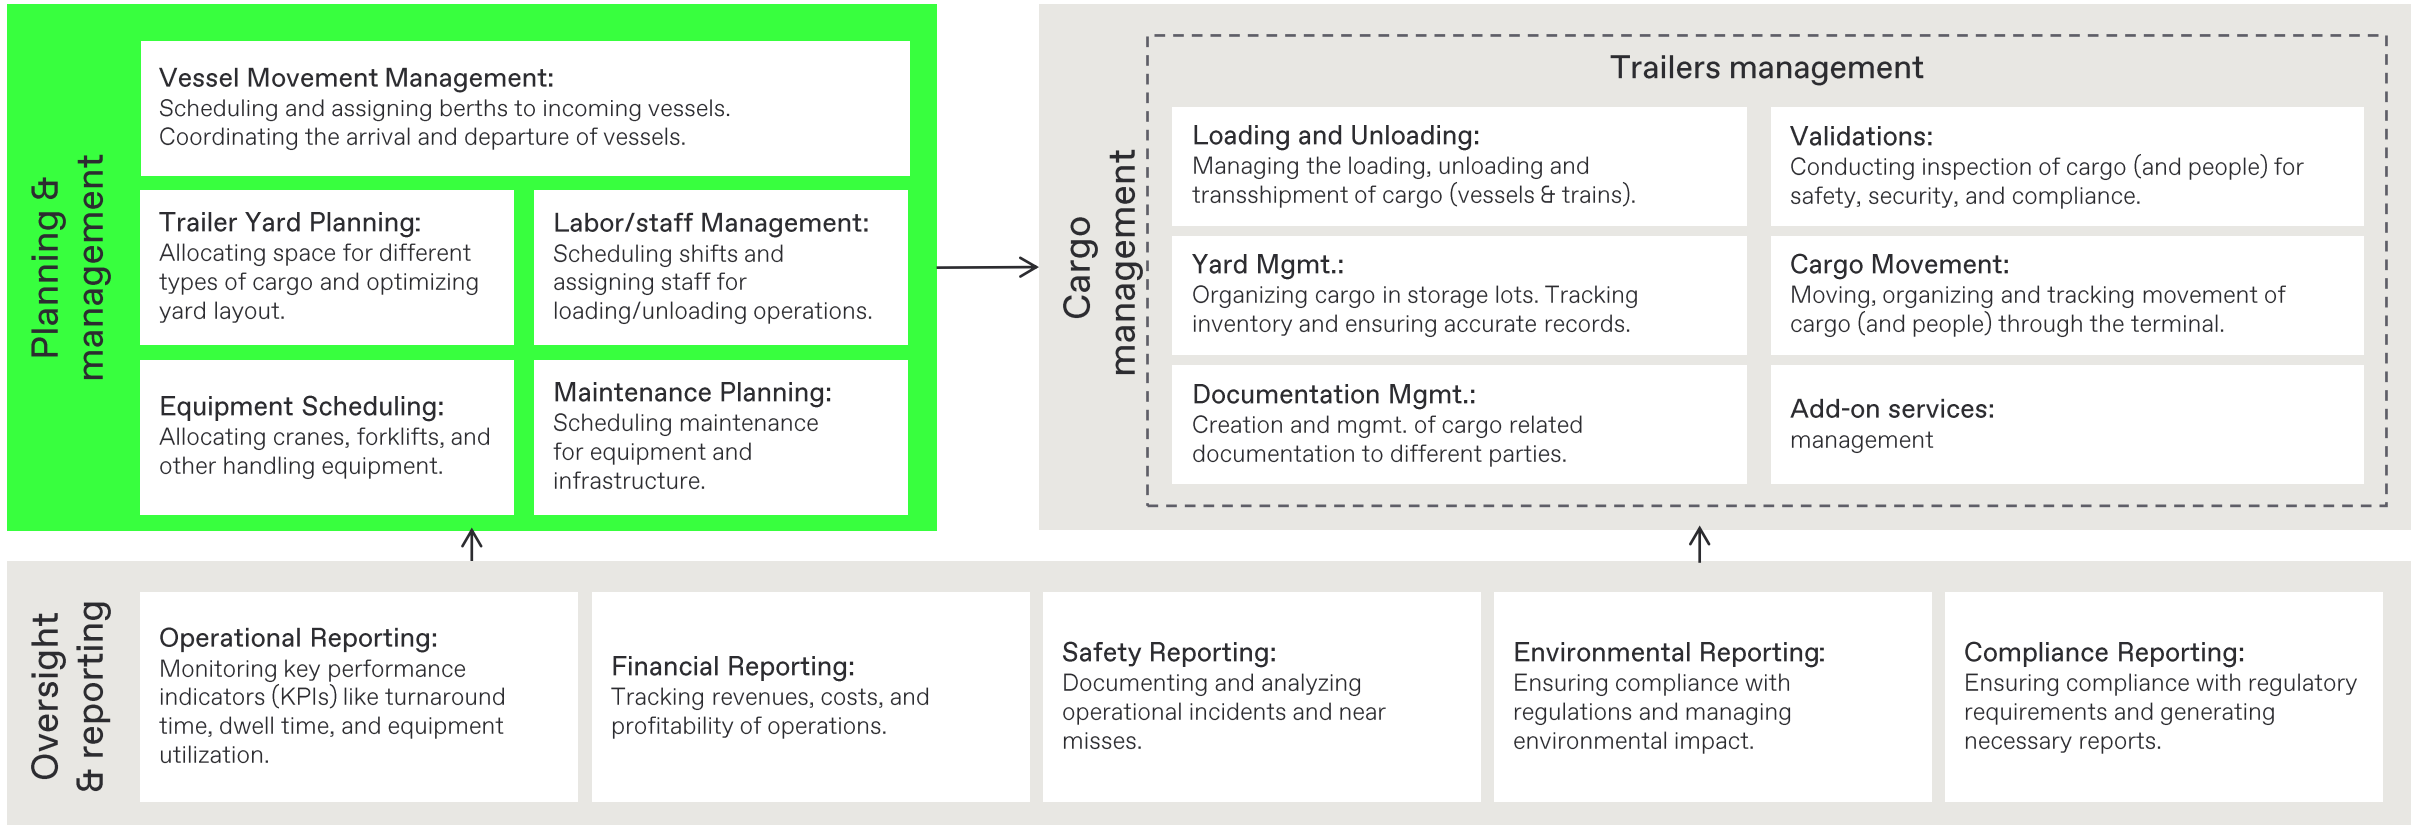 Planning &
management
Vessel Movement Management:
Scheduling and assigning berths to incoming vessels.
Coordinating the arrival and departure of vessels.
Trailer Yard Planning:
Allocating space for different
types of cargo and optimizing
yard layout.
Labor/staff Management:
Scheduling shifts and
assigning staff for
loading/unloading operations.
Equipment Scheduling:
Allocating cranes, forklifts, and
other handling equipment.
Maintenance Planning:
Scheduling maintenance
for equipment and
infrastructure.
Cargo
management
Trailers management
Loading and Unloading:
Managing the loading, unloading and
transshipment of cargo (vessels & trains).
Validations:
Conducting inspection of cargo (and people) for
safety, security, and compliance.
Yard Mgmt.:
Organizing cargo in storage lots. Tracking
inventory and ensuring accurate records.
Cargo Movement:
Moving, organizing and tracking movement of
cargo (and people) through the terminal.
Documentation Mgmt.:
Creation and mgmt. of cargo related
documentation to different parties.
Add-on services:
management
Oversight
& reporting
Operational Reporting:
Monitoring key performance
indicators (KPIs) like turnaround
time, dwell time, and equipment
utilization.
Financial Reporting:
Tracking revenues, costs, and
profitability of operations.
Safety Reporting:
Documenting and analyzing
operational incidents and near
misses.
Environmental Reporting:
Ensuring compliance with
regulations and managing
environmental impact.
Compliance Reporting:
Ensuring compliance with regulatory
requirements and generating
necessary reports.